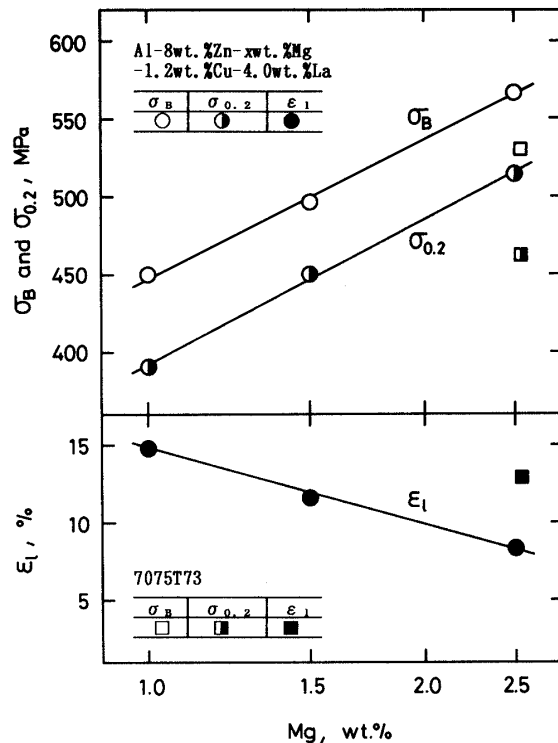 600
550
500
450
400
σB and σ0.2 , MPa
Al-8wt.%Zn-xwt.%Mg
-1.2wt.%Cu-4.0wt.%La
σB σ0.2 εl
σB
σ0.2
15
10
5
εl , %
εl
7075T73
σB σ0.2 εl
1.0 1.5 2.0 2.5
Mg, wt.%